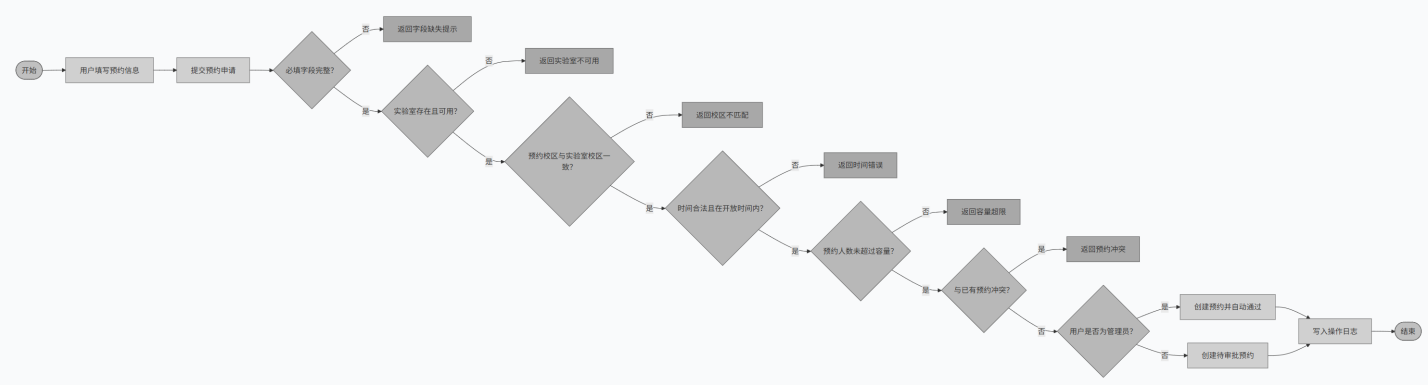 开始
用户填写预约信息
提交预约申请
必填字段完整?
否
返回字段缺失提示
是
实验室存在且可用?
否
返回实验室不可用
是
预约校区与实验室校区一
致?
否
返回校区不匹配
是
时间合法且在开放时间内?
否
返回时间错误
是
预约人数未超过容量?
否
返回容量超限
是
与已有预约冲突?
是
返回预约冲突
否
用户是否为管理员?
是
创建预约并自动通过
否
创建待审批预约
写入操作日志
结束